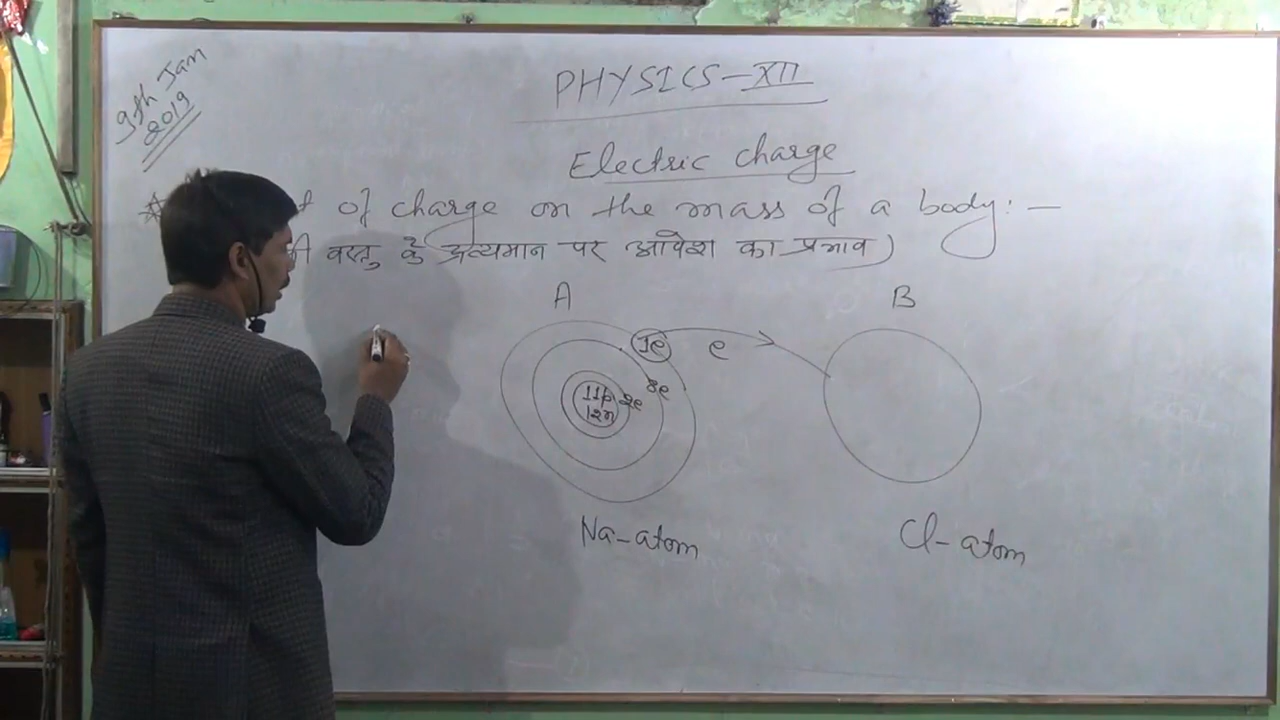 9th Jan
2019
PHYSICS-XII
Electric charge
of charge on the mass of a body: -
वस्तु के द्रव्यमान पर आवेश का प्रभाव)
A
B
1e
e
8e
11p
2e
12n
Na-atom
Cl-atom